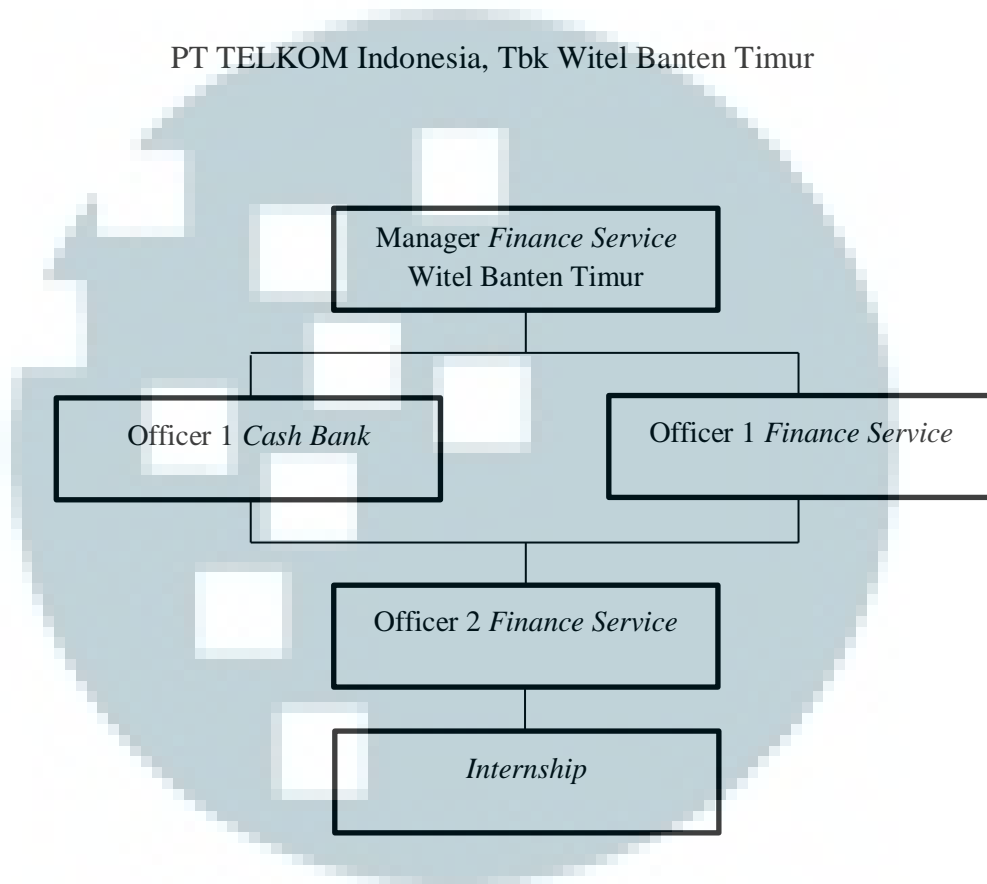 PT TELKOM Indonesia, Tbk Witel Banten Timur
Manager Finance Service
Witel Banten Timur
Officer 1 Cash Bank
Officer 1 Finance Service
Officer 2 Finance Service
Internship